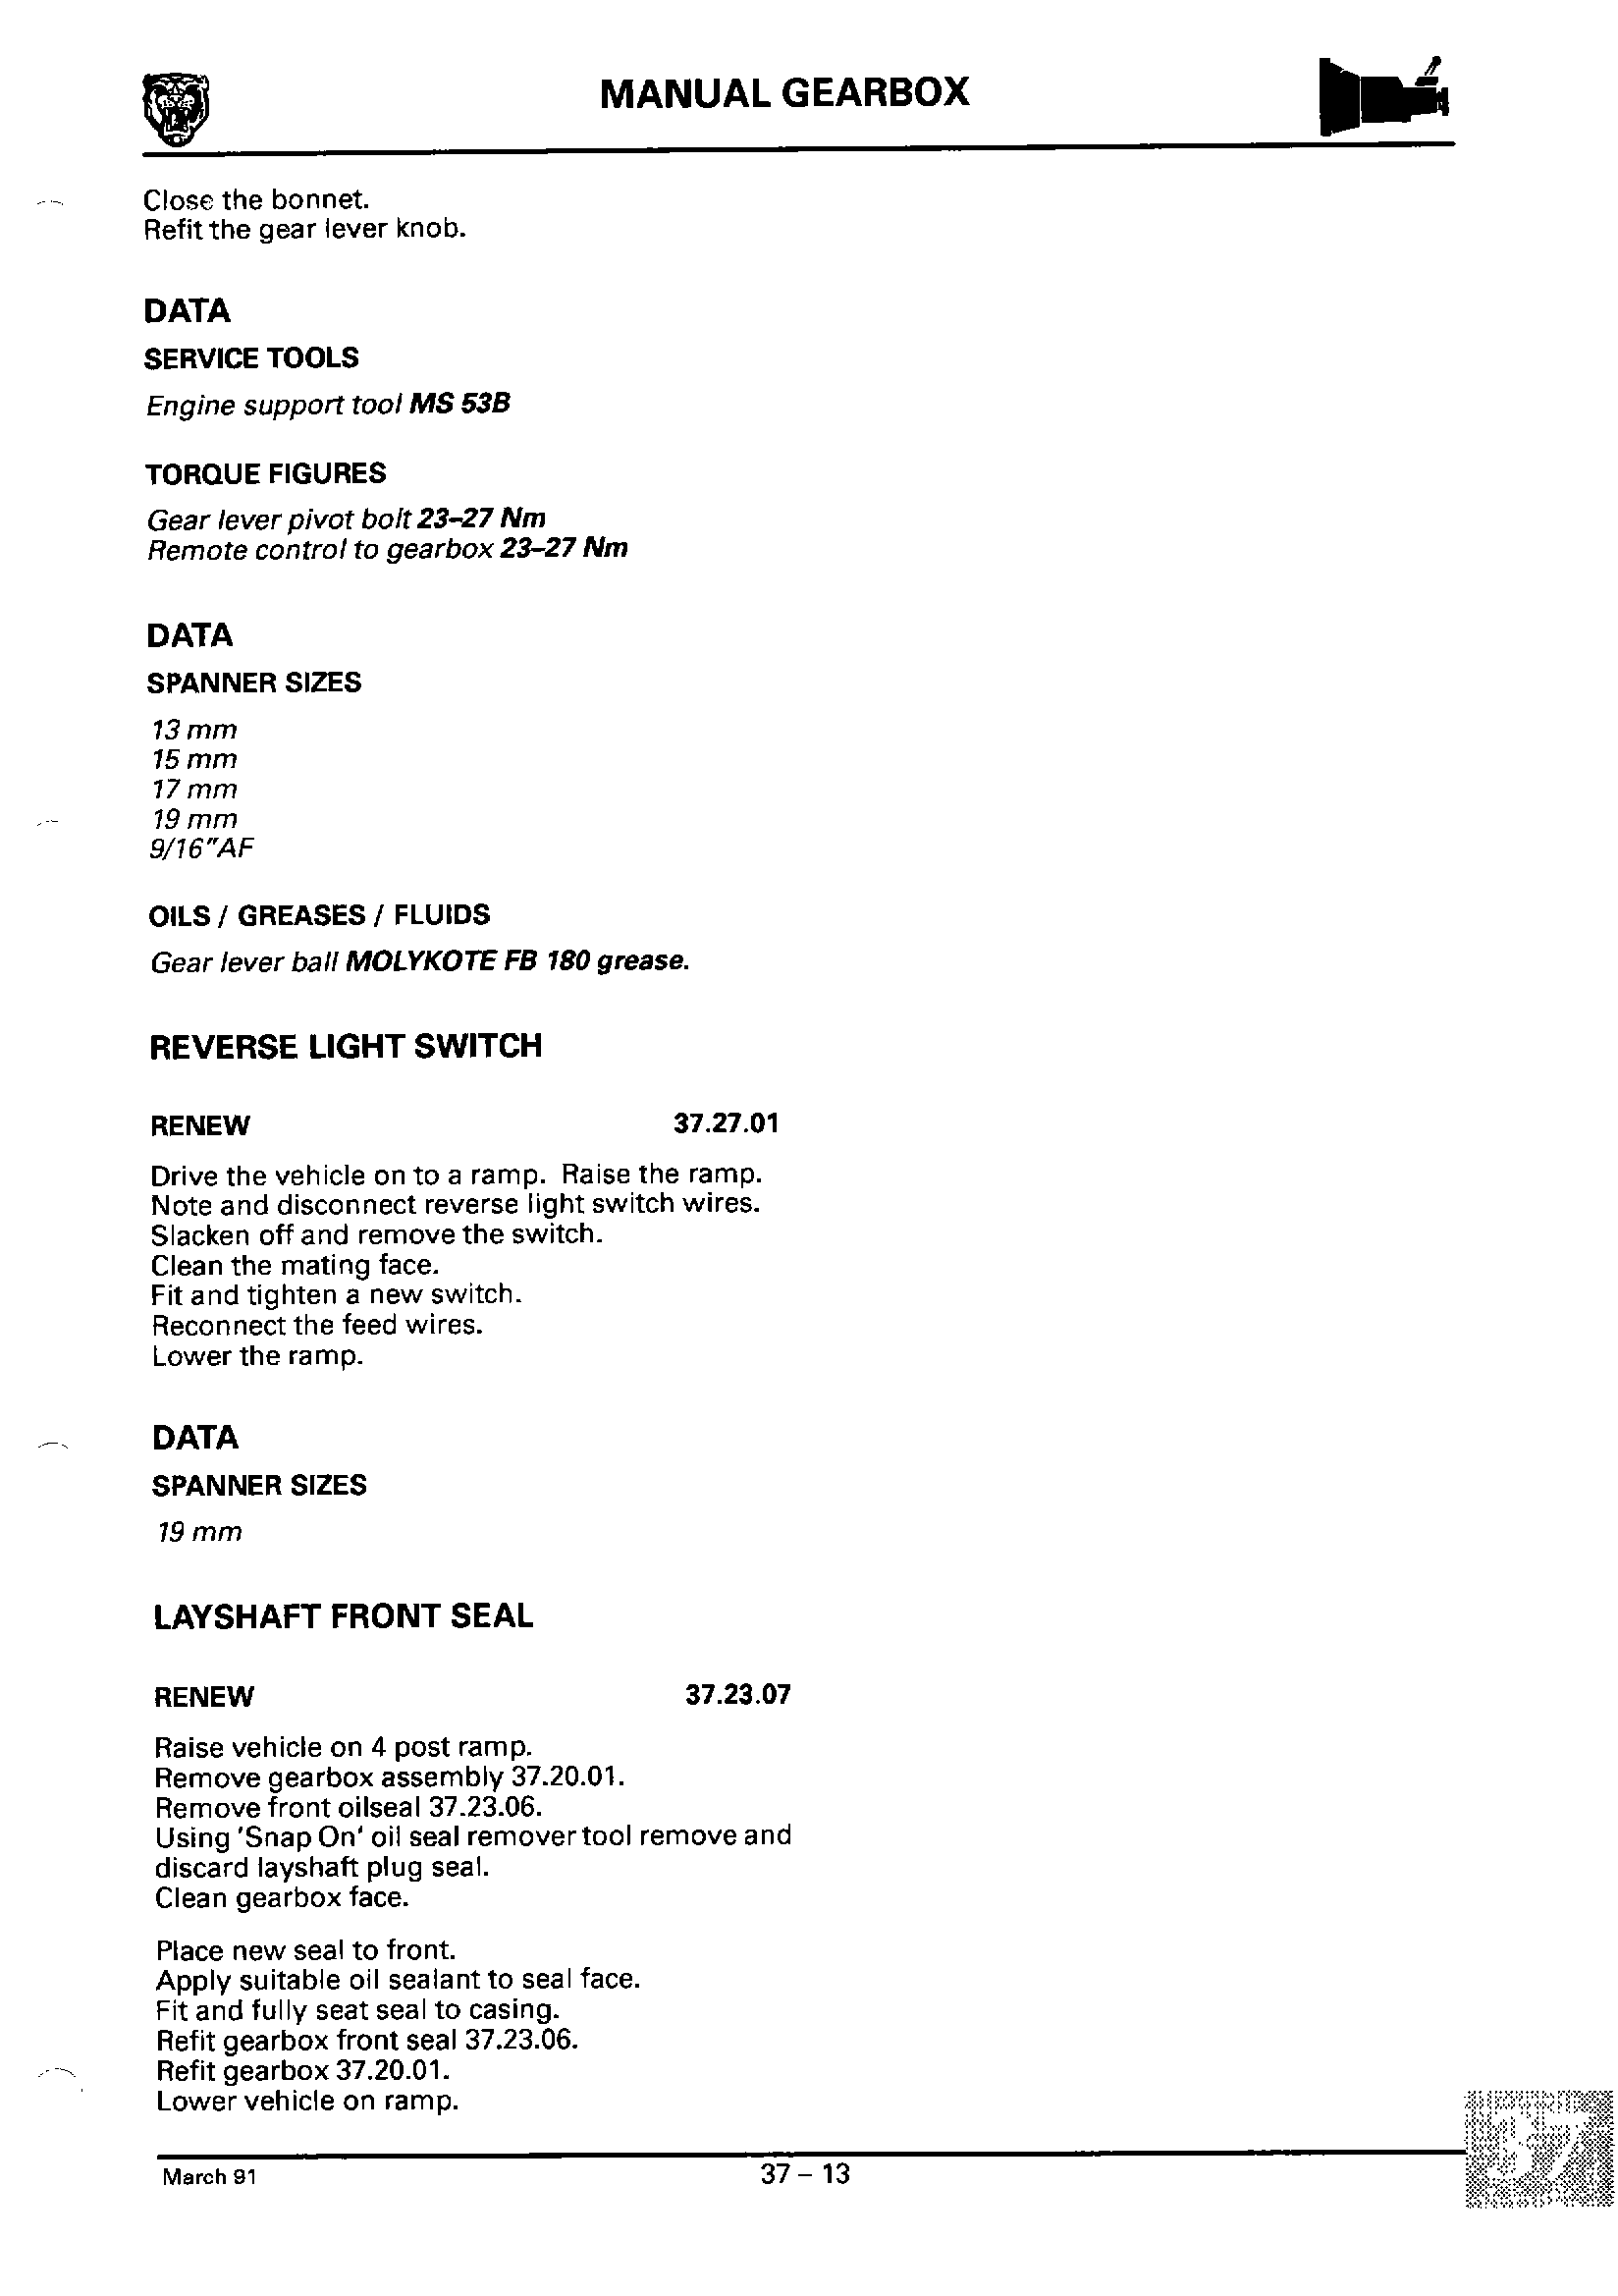 MANUAL GEARBOX
Close the bonnet.
Refit the gear lever knob.
DATA
SERVICE TOOLS
Engine support tool MS 53B
TORQUE FIGURES
Gear lever pivot bolt 23–27 Nm
Remote control to gearbox 23–27 Nm
DATA
SPANNER SIZES
13 mm
15 mm
17 mm
19 mm
9/16"AF
OILS / GREASES / FLUIDS
Gear lever ball MOLYKOTE FB 180 grease.
REVERSE LIGHT SWITCH
RENEW 37.27.01
Drive the vehicle on to a ramp. Raise the ramp.
Note and disconnect reverse light switch wires.
Slacken off and remove the switch.
Clean the mating face.
Fit and tighten a new switch.
Reconnect the feed wires.
Lower the ramp.
DATA
SPANNER SIZES
19 mm
LAYSHAFT FRONT SEAL
RENEW 37.23.07
Raise vehicle on 4 post ramp.
Remove gearbox assembly 37.20.01.
Remove front oilseal 37.23.06.
Using 'Snap On' oil seal remover tool remove and
discard layshaft plug seal.
Clean gearbox face.
Place new seal to front.
Apply suitable oil sealant to seal face.
Fit and fully seat seal to casing.
Refit gearbox front seal 37.23.06.
Refit gearbox 37.20.01.
Lower vehicle on ramp.
37
March 91 37 – 13